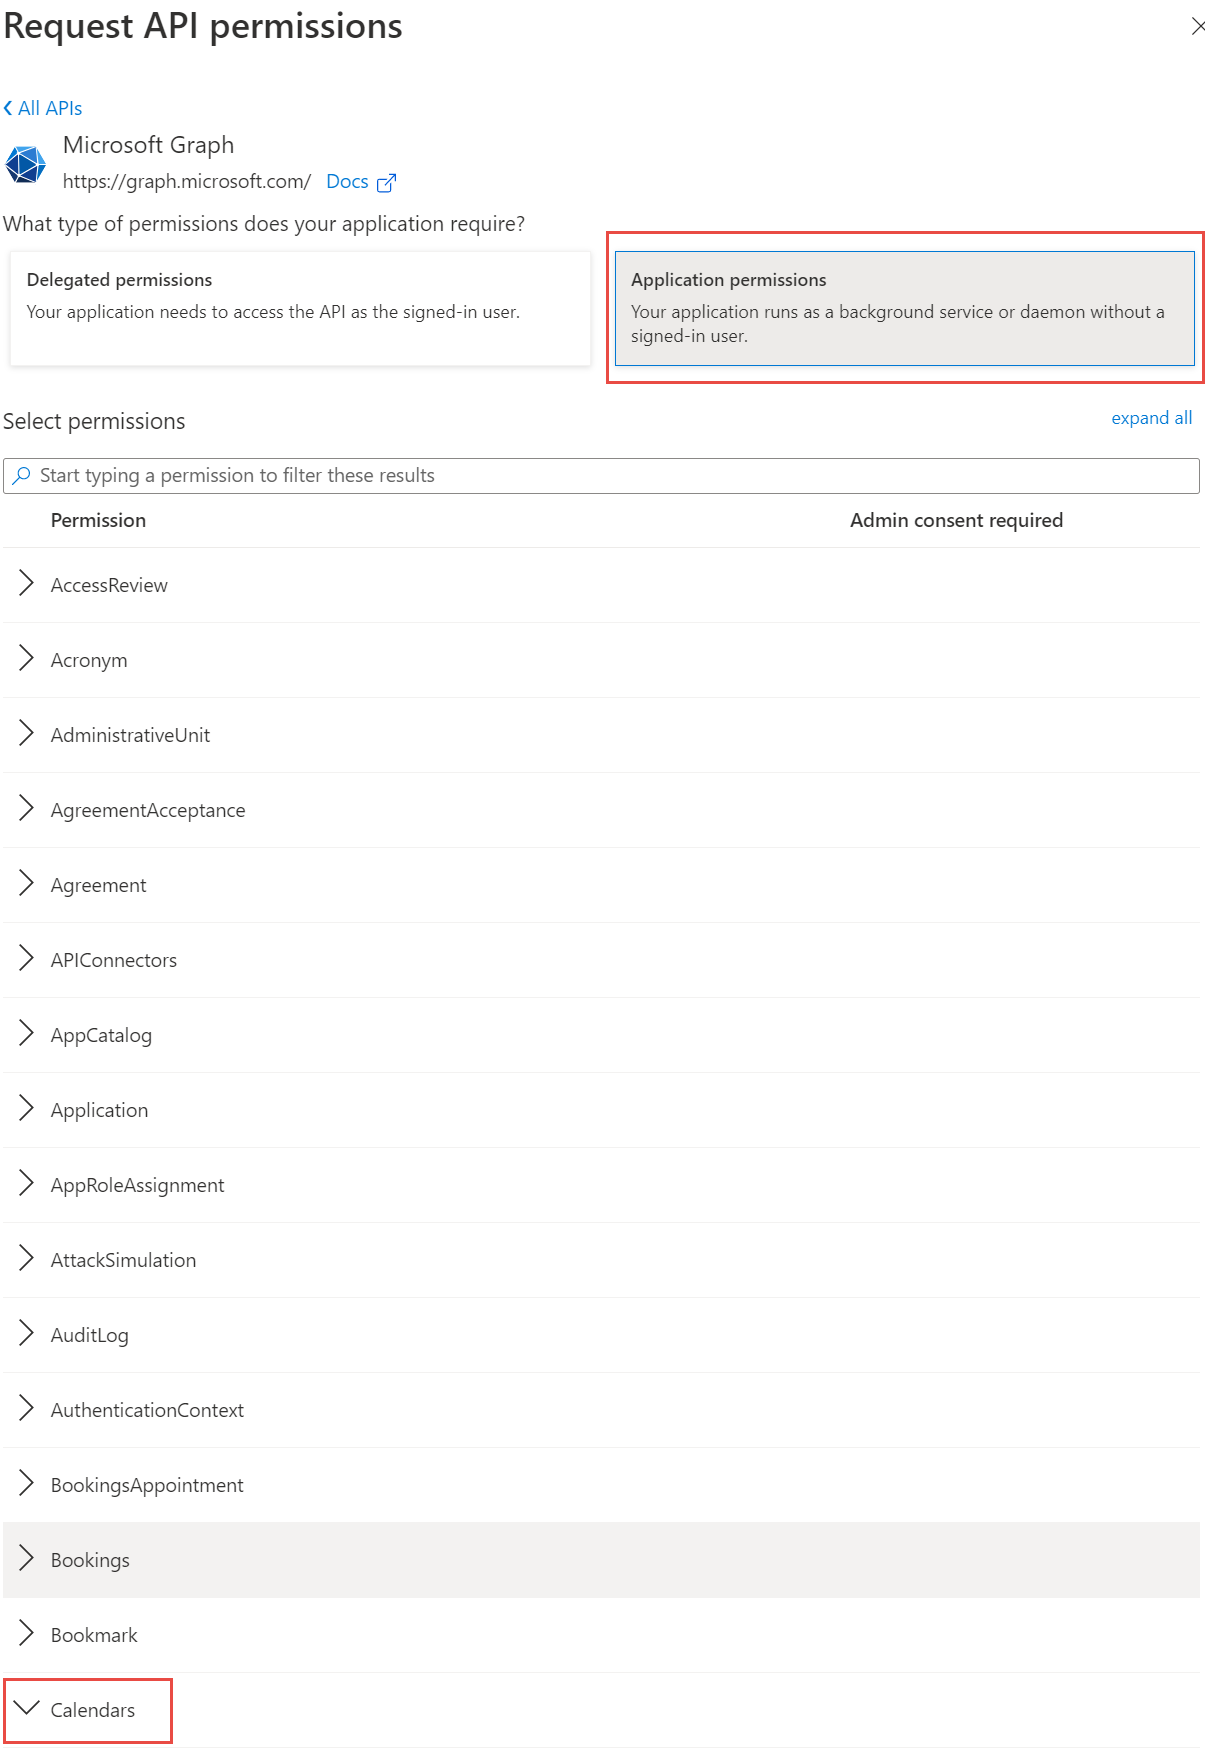 Request API permissions
All APIs
Microsoft Graph
https://graph.microsoft.com/ Docs
What type of permissions does your application require?
Delegated permissions
Your application needs to access the API as the signed-in user.
Application permissions
Your application runs as a background service or daemon without a
signed-in user.
Select permissions
expand all
Start typing a permission to filter these results
Permission Admin consent required
AccessReview
Acronym
AdministrativeUnit
AgreementAcceptance
Agreement
APIConnectors
AppCatalog
Application
AppRoleAssignment
AttackSimulation
AuditLog
AuthenticationContext
BookingsAppointment
Bookings
Bookmark
Calendars